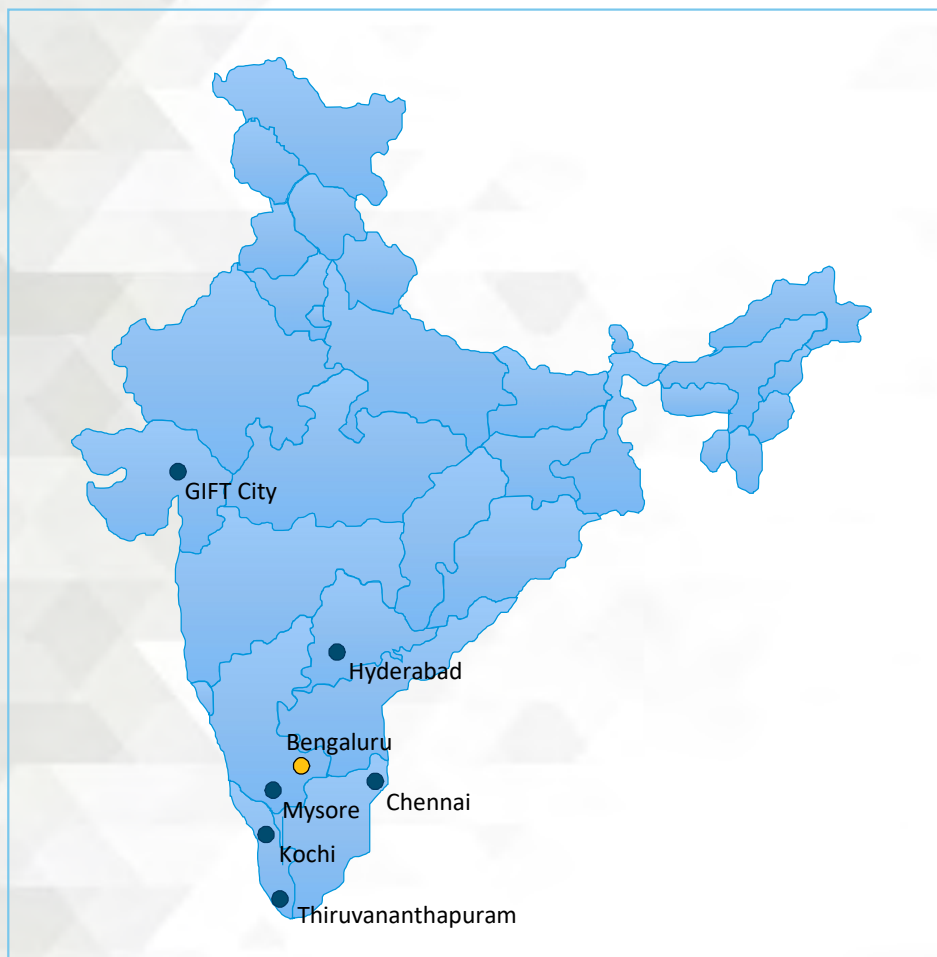 GIFT City
Hyderabad
Bengaluru
Chennai
Mysore
Kochi
Thiruvananthapuram